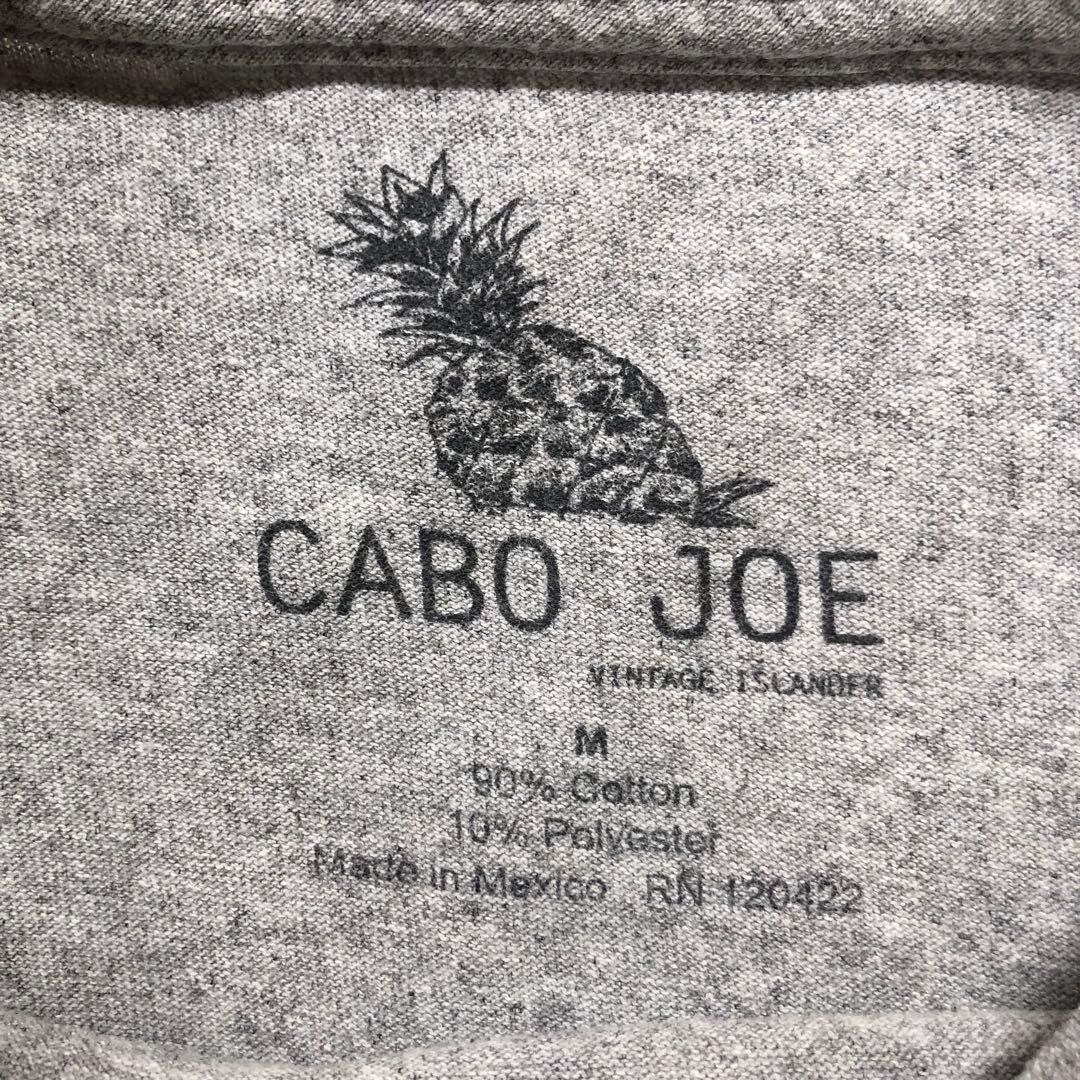 CABO JOE
VINTAGE ISLANDER
M
90% Cotton
10% Polyester
Made in Mexico RN 120422